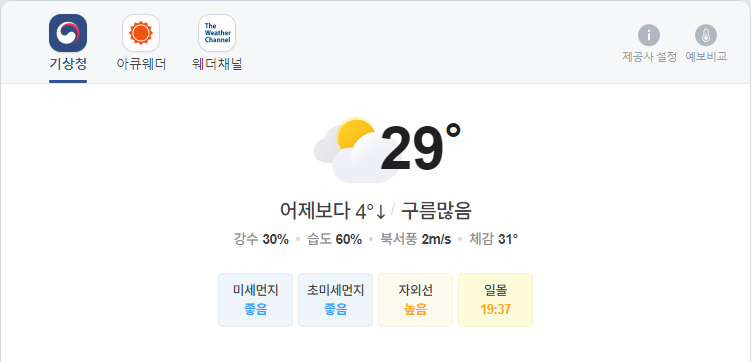 The Weather Channel
기상청 아큐웨더 웨더채널
제공사 설정 예보비교
29°
어제보다 4°↓ / 구름많음
강수 30% • 습도 60% • 북서풍 2m/s • 체감 31°
미세먼지 초미세먼지 자외선 일몰
좋음 좋음 높음 19:37